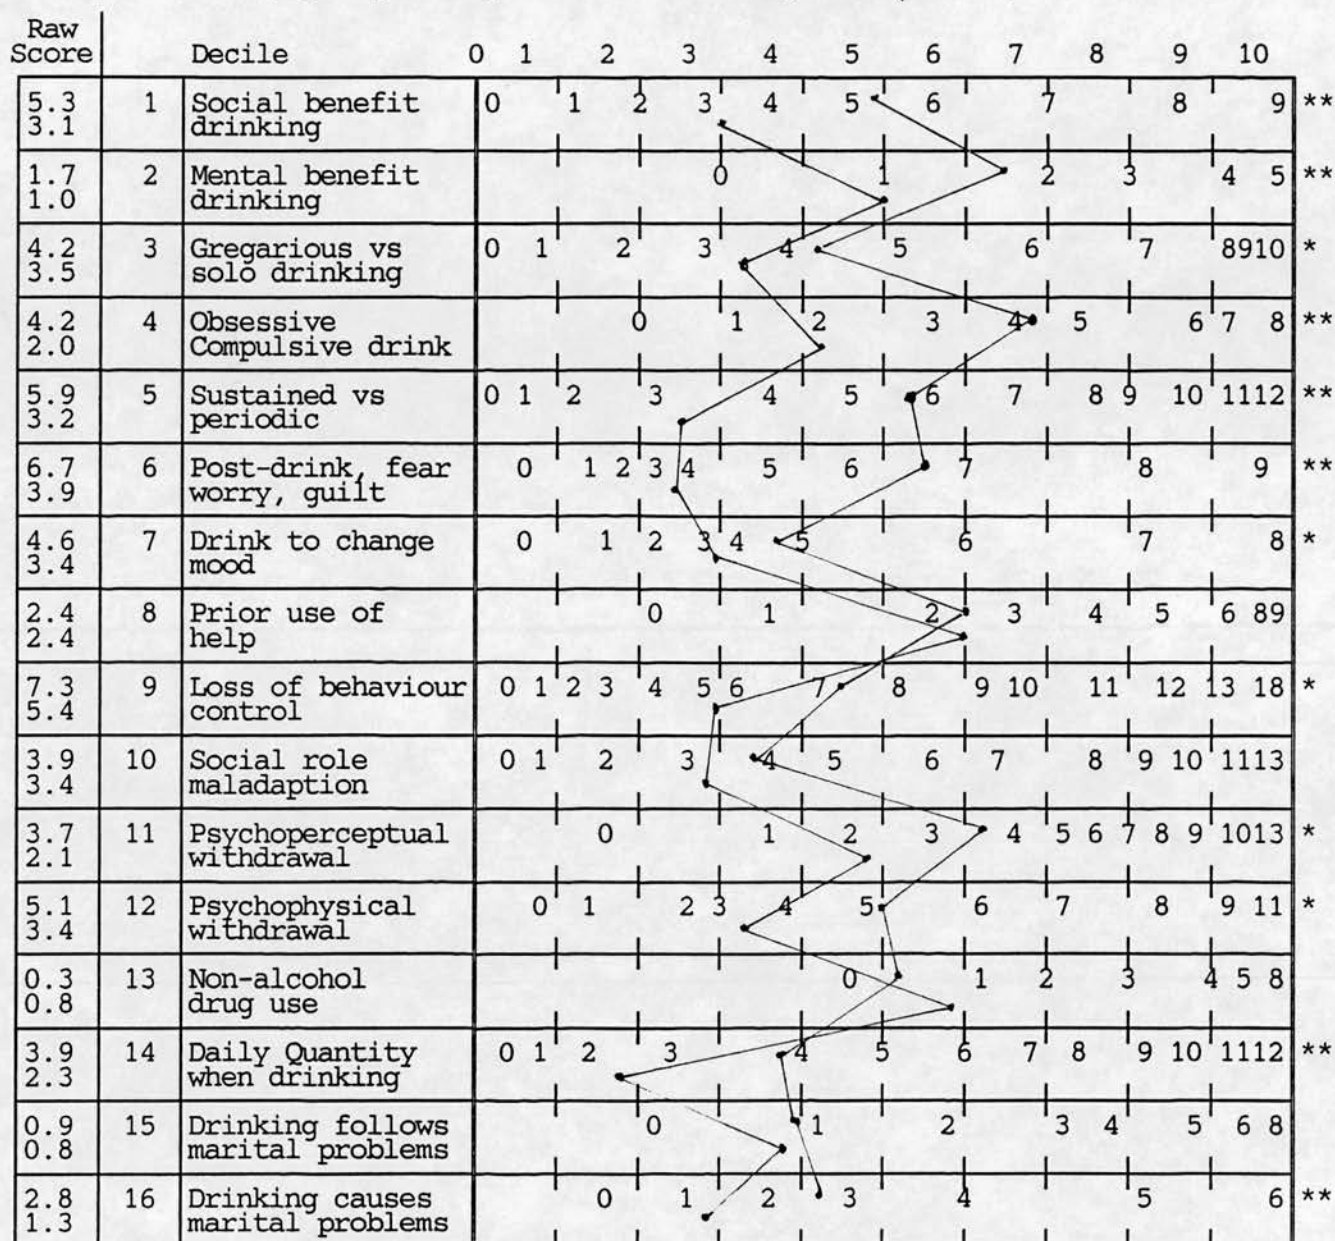 Raw
Score Decile 0 1 2 3 4 5 6 7 8 9 10
5.3 1 Social benefit 0 1 2 3 4 5 6 7 8 9 **
3.1 drinking
1.7 2 Mental benefit 0 1 2 3 4 5 **
1.0 drinking
4.2 3 Gregarious vs 0 1 2 3 4 5 6 7 8910 *
3.5 solo drinking
4.2 4 Obsessive 0 1 2 3 4 5 6 7 8 **
2.0 Compulsive drink
5.9 5 Sustained vs 0 1 2 3 4 5 6 7 8 9 10 1112 **
3.2 periodic
6.7 6 Post-drink, fear 0 1 2 3 4 5 6 7 8 9 **
3.9 worry, guilt
4.6 7 Drink to change 0 1 2 3 4 5 6 7 8 *
3.4 mood
2.4 8 Prior use of 0 1 2 3 4 5 6 89
2.4 help
7.3 9 Loss of behaviour 0 1 2 3 4 5 6 7 8 9 10 11 12 13 18 *
5.4 control
3.9 10 Social role 0 1 2 3 4 5 6 7 8 9 10 1113
3.4 maladaption
3.7 11 Psychoperceptual 0 1 2 3 4 5 6 7 8 9 1013 *
2.1 withdrawal
5.1 12 Psychophysical 0 1 2 3 4 5 6 7 8 9 11 *
3.4 withdrawal
0.3 13 Non-alcohol 0 1 2 3 4 5 8
0.8 drug use
3.9 14 Daily Quantity 0 1 2 3 4 5 6 7 8 9 10 1112 **
2.3 when drinking
0.9 15 Drinking follows 0 1 2 3 4 5 6 8
0.8 marital problems
2.8 16 Drinking causes 0 1 2 3 4 5 6 **
1.3 marital problems